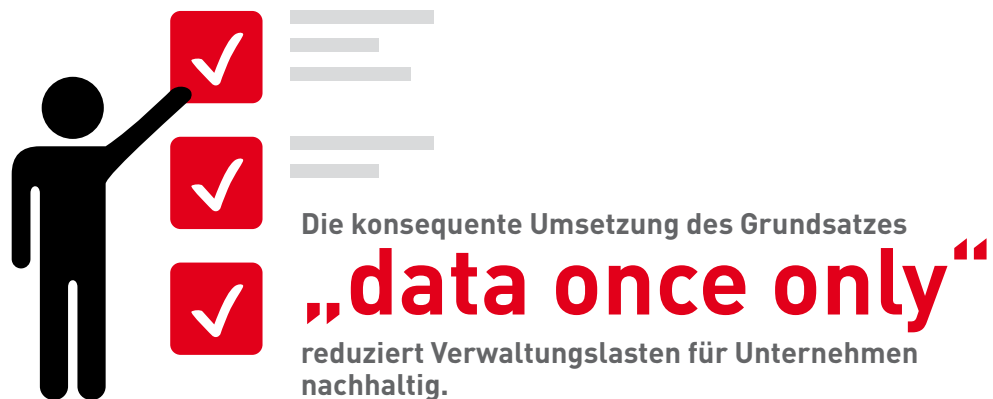 Die konsequente Umsetzung des Grundsatzes
„data once only“
reduziert Verwaltungslasten für Unternehmen
nachhaltig.